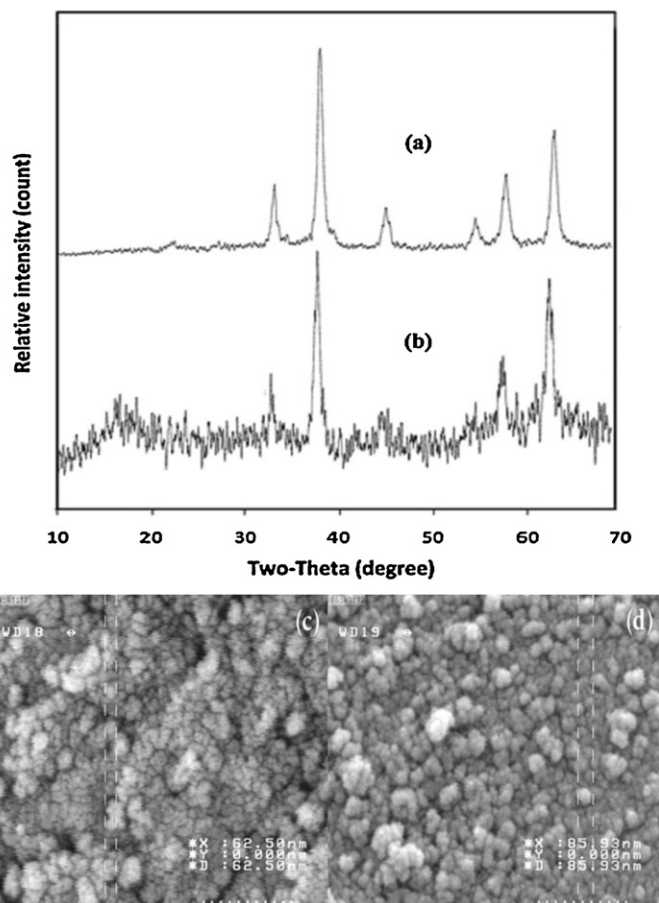 Relative intensity (count)
(a)
(b)
10 20 30 40 50 60 70
Two-Theta (degree)
(c)
WD18
✱X :62.50nm
✱Y :0.000nm
✱D :62.50nm
(d)
WD19
✱X :85.93nm
✱Y :0.000nm
✱D :85.93nm